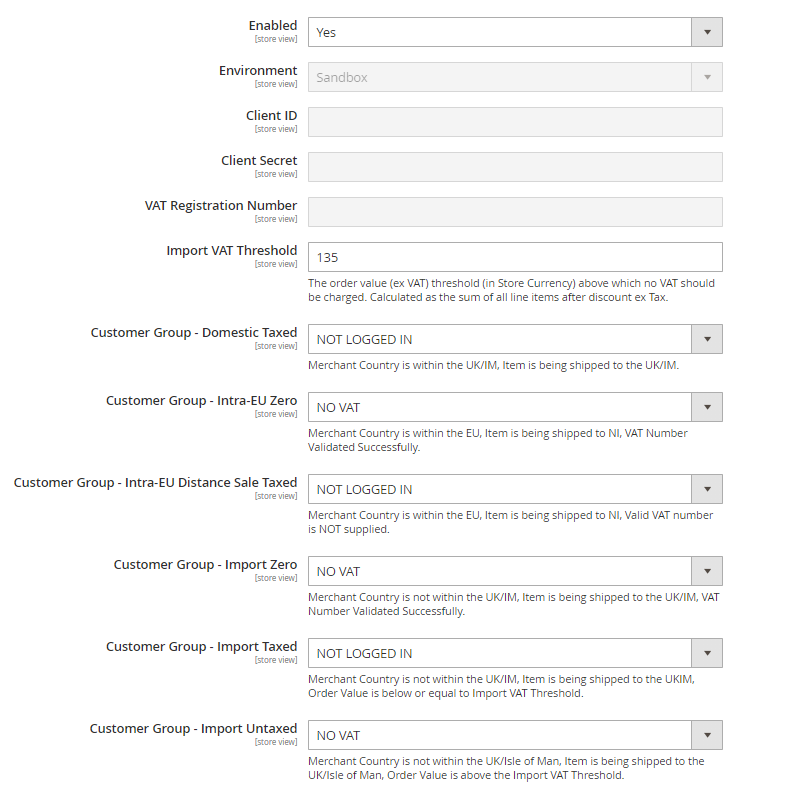 Enabled
[store view]
Yes
Environment
[store view]
Sandbox
Client ID
[store view]
Client Secret
[store view]
VAT Registration Number
[store view]
Import VAT Threshold
[store view]
135
The order value (ex VAT) threshold (in Store Currency) above which no VAT should
be charged. Calculated as the sum of all line items after discount ex Tax.
Customer Group - Domestic Taxed
[store view]
NOT LOGGED IN
Merchant Country is within the UK/IM, Item is being shipped to the UK/IM.
Customer Group - Intra-EU Zero
[store view]
NO VAT
Merchant Country is within the EU, Item is being shipped to NI, VAT Number
Validated Successfully.
Customer Group - Intra-EU Distance Sale Taxed
[store view]
NOT LOGGED IN
Merchant Country is within the EU, Item is being shipped to NI, Valid VAT number
is NOT supplied.
Customer Group - Import Zero
[store view]
NO VAT
Merchant Country is not within the UK/IM, Item is being shipped to the UK/IM, VAT
Number Validated Successfully.
Customer Group - Import Taxed
[store view]
NOT LOGGED IN
Merchant Country is not within the UK/IM, Item is being shipped to the UKIM,
Order Value is below or equal to Import VAT Threshold.
Customer Group - Import Untaxed
[store view]
NO VAT
Merchant Country is not within the UK/Isle of Man, Item is being shipped to the
UK/Isle of Man, Order Value is above the Import VAT Threshold.